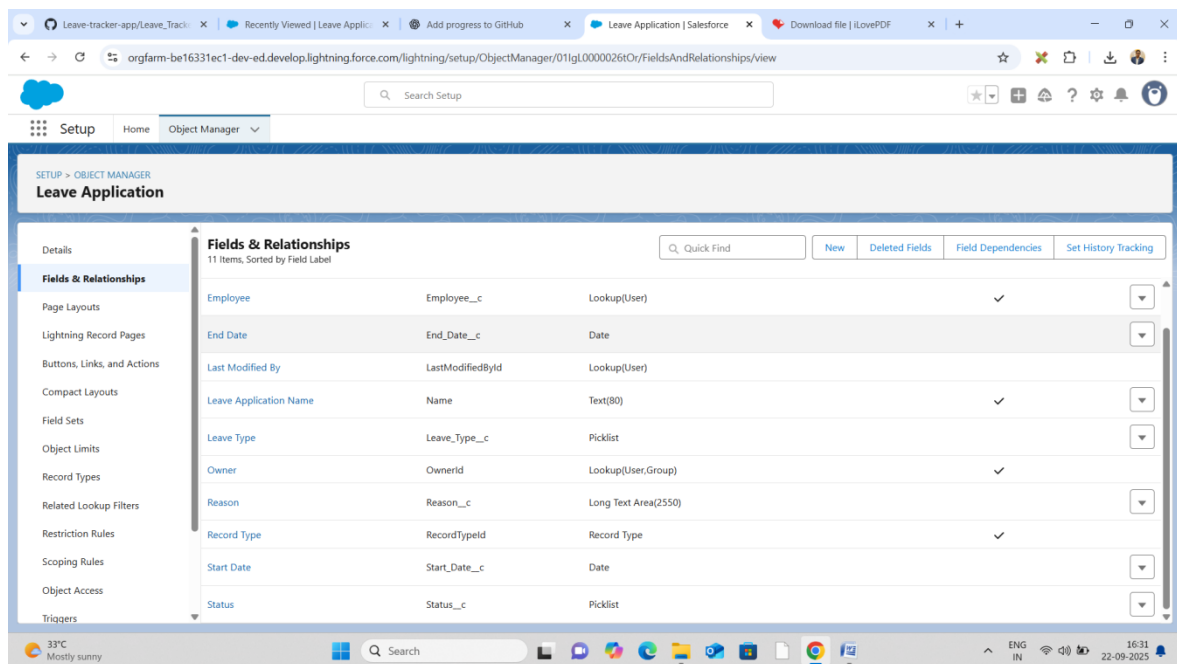 Leave-tracker-app/Leave_Tracke
Recently Viewed | Leave Applic
Add progress to GitHub
Leave Application | Salesforce
Download file | iLovePDF
orgfarm-be16331ec1-dev-ed.develop.lightning.force.com/lightning/setup/ObjectManager/01IgL0000026tOr/FieldsAndRelationships/view
Search Setup
Setup
Home
Object Manager
SETUP > OBJECT MANAGER
Leave Application
Details
Fields & Relationships
Page Layouts
Lightning Record Pages
Buttons, Links, and Actions
Compact Layouts
Field Sets
Object Limits
Record Types
Related Lookup Filters
Restriction Rules
Scoping Rules
Object Access
Triggers
Fields & Relationships
11 Items, Sorted by Field Label
Quick Find
New
Deleted Fields
Field Dependencies
Set History Tracking
Employee Employee__c Lookup(User)
End Date End_Date__c Date
Last Modified By LastModifiedById Lookup(User)
Leave Application Name Name Text(80)
Leave Type Leave_Type__c Picklist
Owner OwnerId Lookup(User,Group)
Reason Reason__c Long Text Area(2550)
Record Type RecordTypeId Record Type
Start Date Start_Date__c Date
Status Status__c Picklist
33°C
Mostly sunny
Search
ENG
IN
16:31
22-09-2025